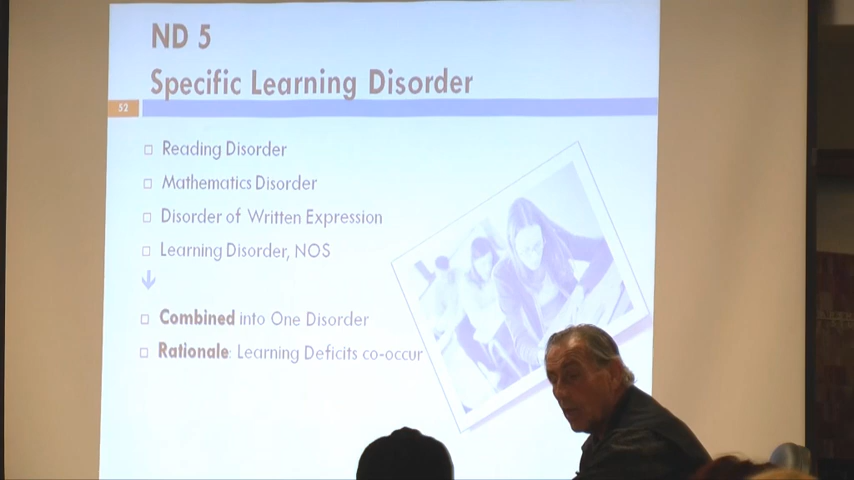 ND 5
Specific Learning Disorder
52
Reading Disorder
Mathematics Disorder
Disorder of Written Expression
Learning Disorder, NOS
Combined into One Disorder
Rationale: Learning Deficits co-occur